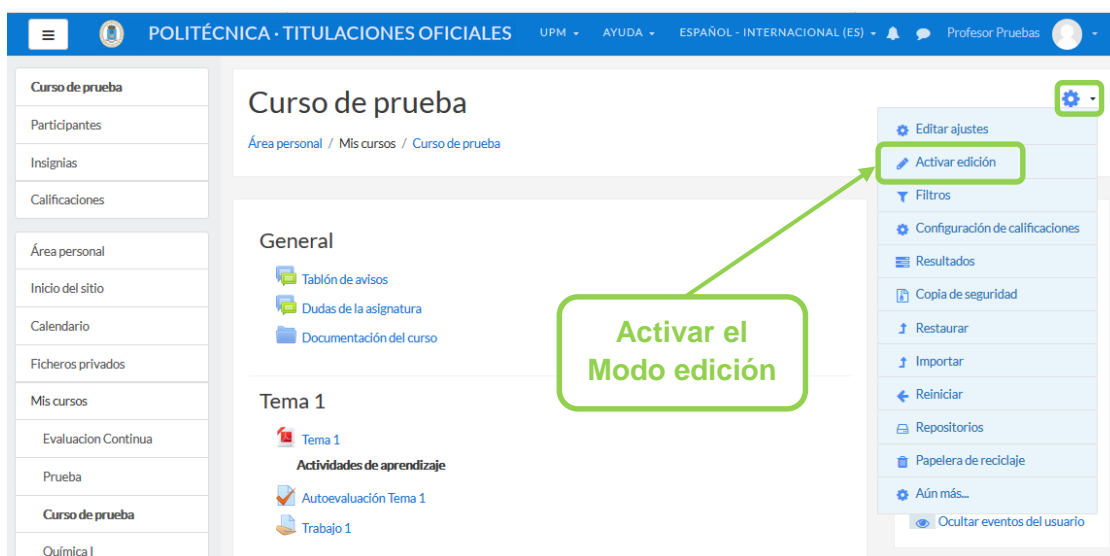 POLITÉCNICA · TITULACIONES OFICIALES
UPM
AYUDA
ESPAÑOL - INTERNACIONAL (ES)
Profesor Pruebas
Curso de prueba
Participantes
Insignias
Calificaciones
Área personal
Inicio del sitio
Calendario
Ficheros privados
Mis cursos
Evaluacion Continua
Prueba
Curso de prueba
Química I
Curso de prueba
Área personal / Mis cursos / Curso de prueba
General
Tablón de avisos
Dudas de la asignatura
Documentación del curso
Tema 1
Tema 1
Actividades de aprendizaje
Autoevaluación Tema 1
Trabajo 1
Activar el
Modo edición
Editar ajustes
Activar edición
Filtros
Configuración de calificaciones
Resultados
Copia de seguridad
Restaurar
Importar
Reiniciar
Repositorios
Papelera de reciclaje
Aún más...
Ocultar eventos del usuario